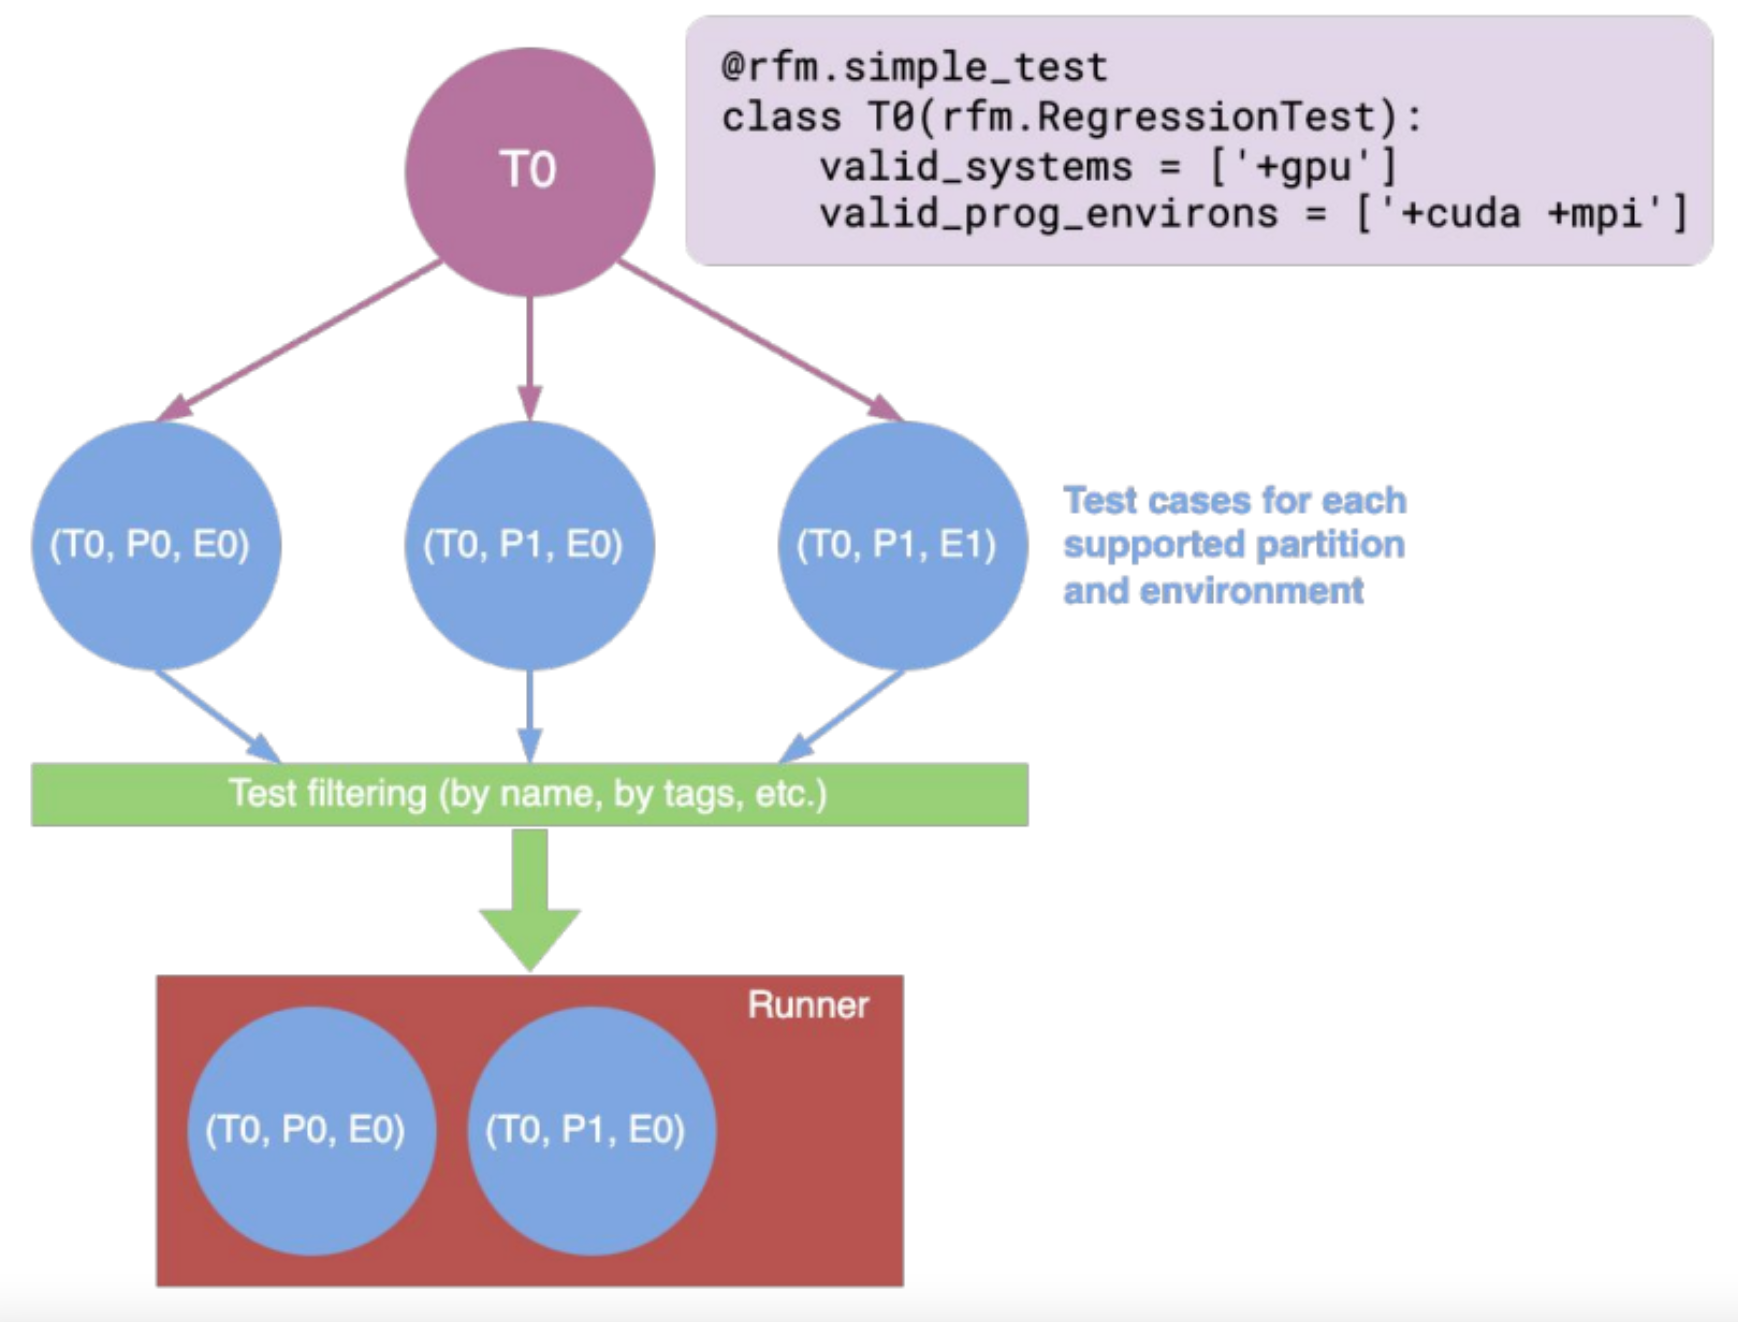 T0
@rfm.simple_test
class T0(rfm.RegressionTest):
    valid_systems = ['+gpu']
    valid_prog_environs = ['+cuda +mpi']
(T0, P0, E0)
(T0, P1, E0)
(T0, P1, E1)
Test cases for each
supported partition
and environment
Test filtering (by name, by tags, etc.)
Runner
(T0, P0, E0)
(T0, P1, E0)